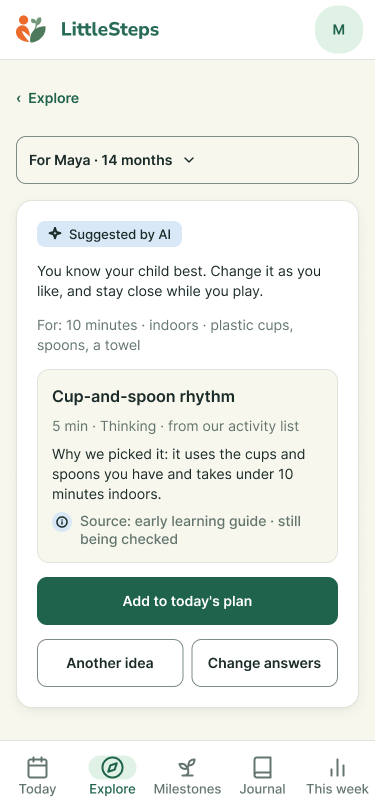 LittleSteps
M
‹ Explore
For Maya · 14 months
Suggested by AI
You know your child best. Change it as you
like, and stay close while you play.
For: 10 minutes · indoors · plastic cups,
spoons, a towel
Cup-and-spoon rhythm
5 min · Thinking · from our activity list
Why we picked it: it uses the cups and
spoons you have and takes under 10
minutes indoors.
Source: early learning guide · still
being checked
Add to today's plan
Another idea
Change answers
Today
Explore
Milestones
Journal
This week